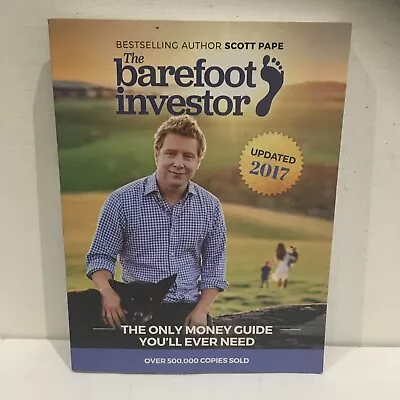 BESTSELLING AUTHOR SCOTT PAPE
The
barefoot
investor
UPDATED
2017
THE ONLY MONEY GUIDE
YOU'LL EVER NEED
OVER 500,000 COPIES SOLD